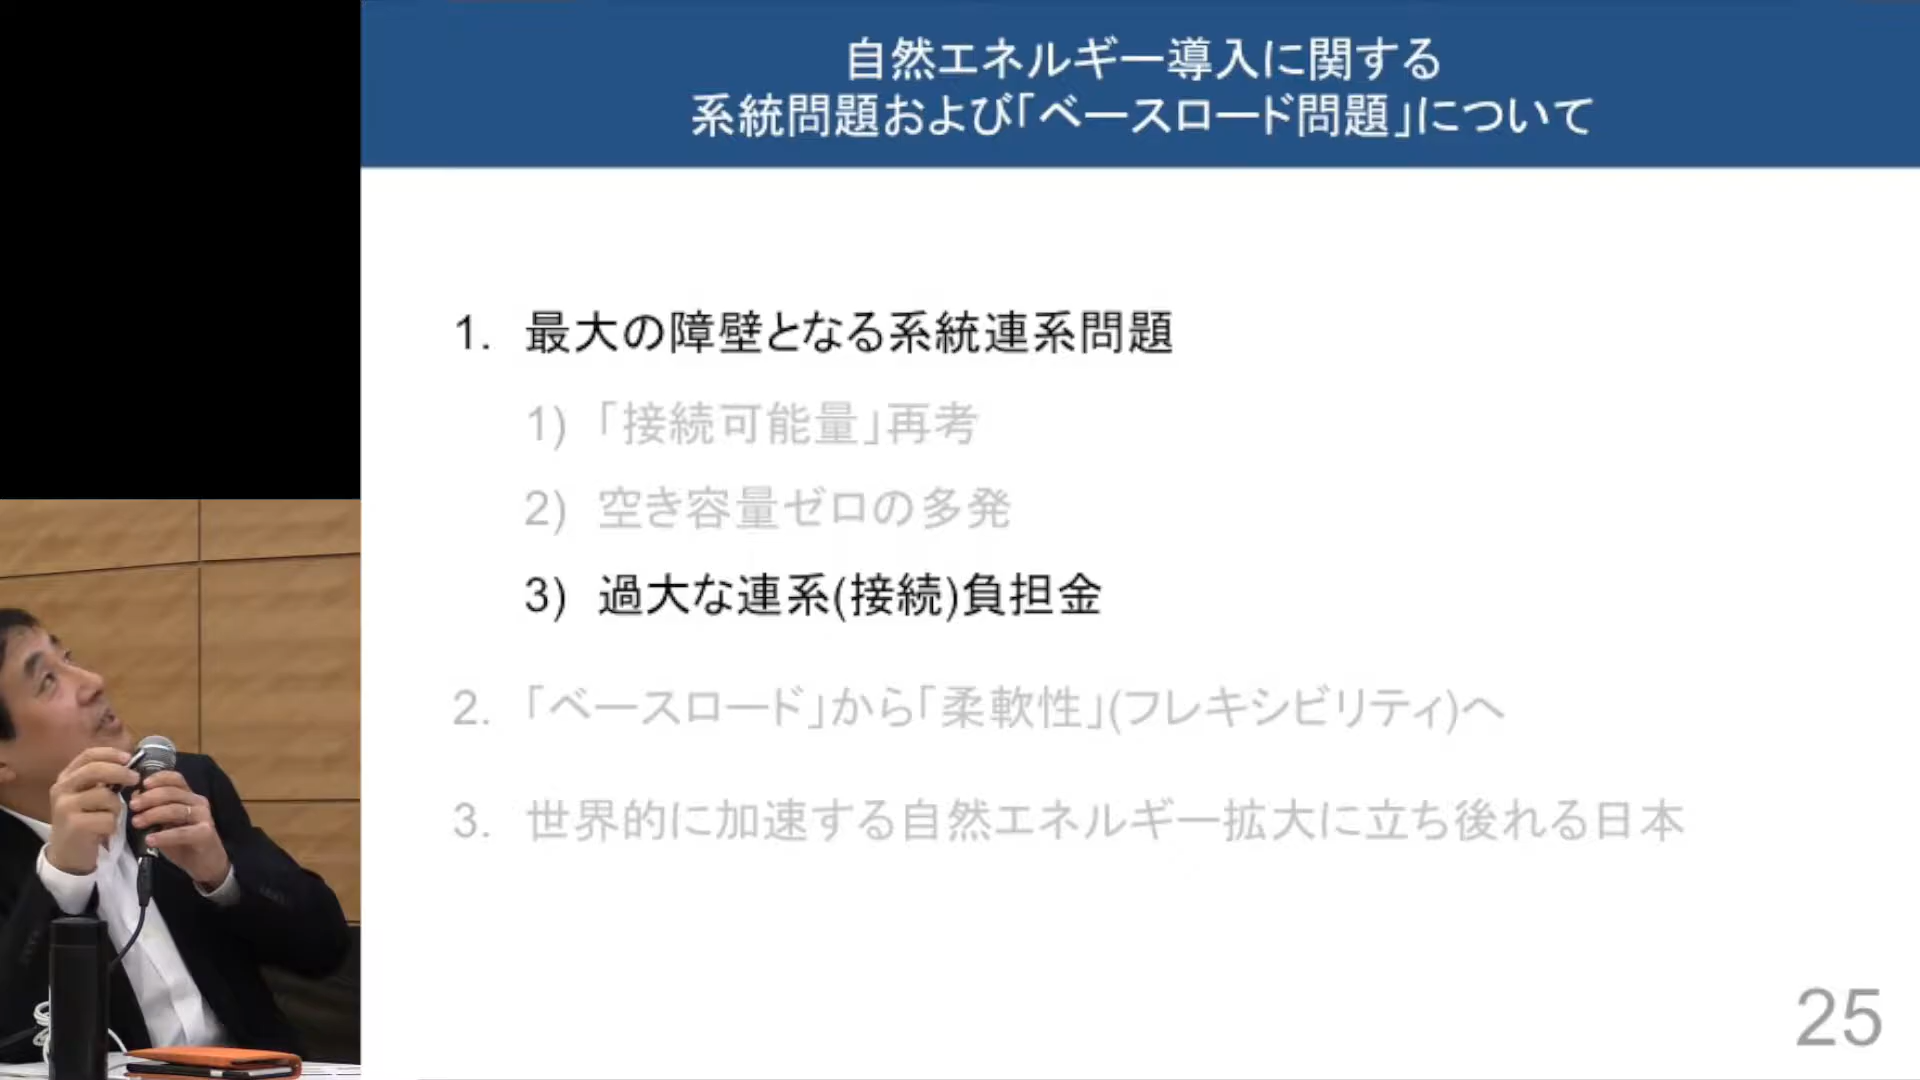 自然エネルギー導入に関する
系統問題および「ベースロード問題」について
1. 最大の障壁となる系統連系問題
1) 「接続可能量」再考
2) 空き容量ゼロの多発
3) 過大な連系(接続)負担金
2. 「ベースロード」から「柔軟性」(フレキシビリティ)へ
3. 世界的に加速する自然エネルギー拡大に立ち後れる日本
25